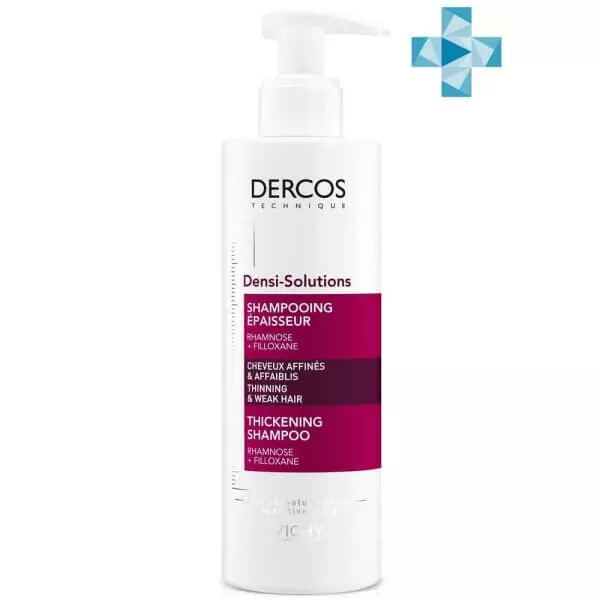 DERCOS
TECHNIQUE
Densi-Solutions
SHAMPOOING
ÉPAISSEUR
RHAMNOSE
+ FILLOXANE
CHEVEUX AFFINÉS
& AFFAIBLIS
THINNING
& WEAK HAIR
THICKENING
SHAMPOO
RHAMNOSE
+ FILLOXANE
VICHY